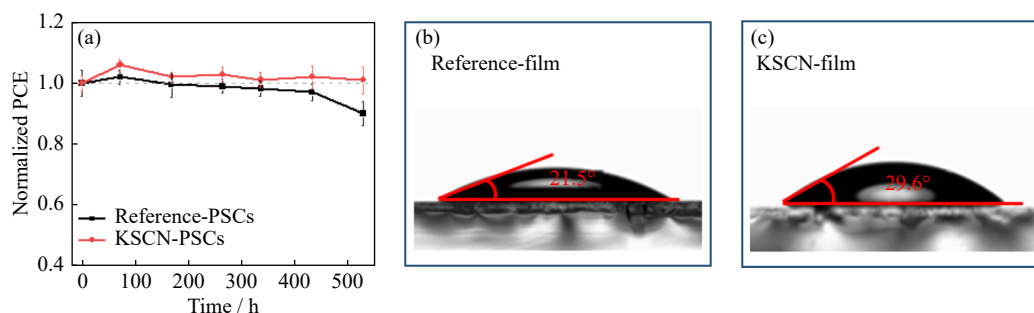 (a)
1.2
1.0
0.8
0.6
0.4
Normalized PCE
Reference-PSCs
KSCN-PSCs
0 100 200 300 400 500
Time / h
(b)
Reference-film
21.5°
(c)
KSCN-film
29.6°